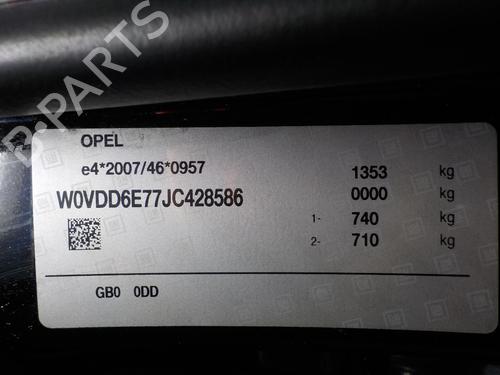 B-PARTS
OPEL
e4*2007/46*0957
1353 kg
W0VDD6E77JC428586
0000 kg
1- 740 kg
2- 710 kg
GB0 0DD